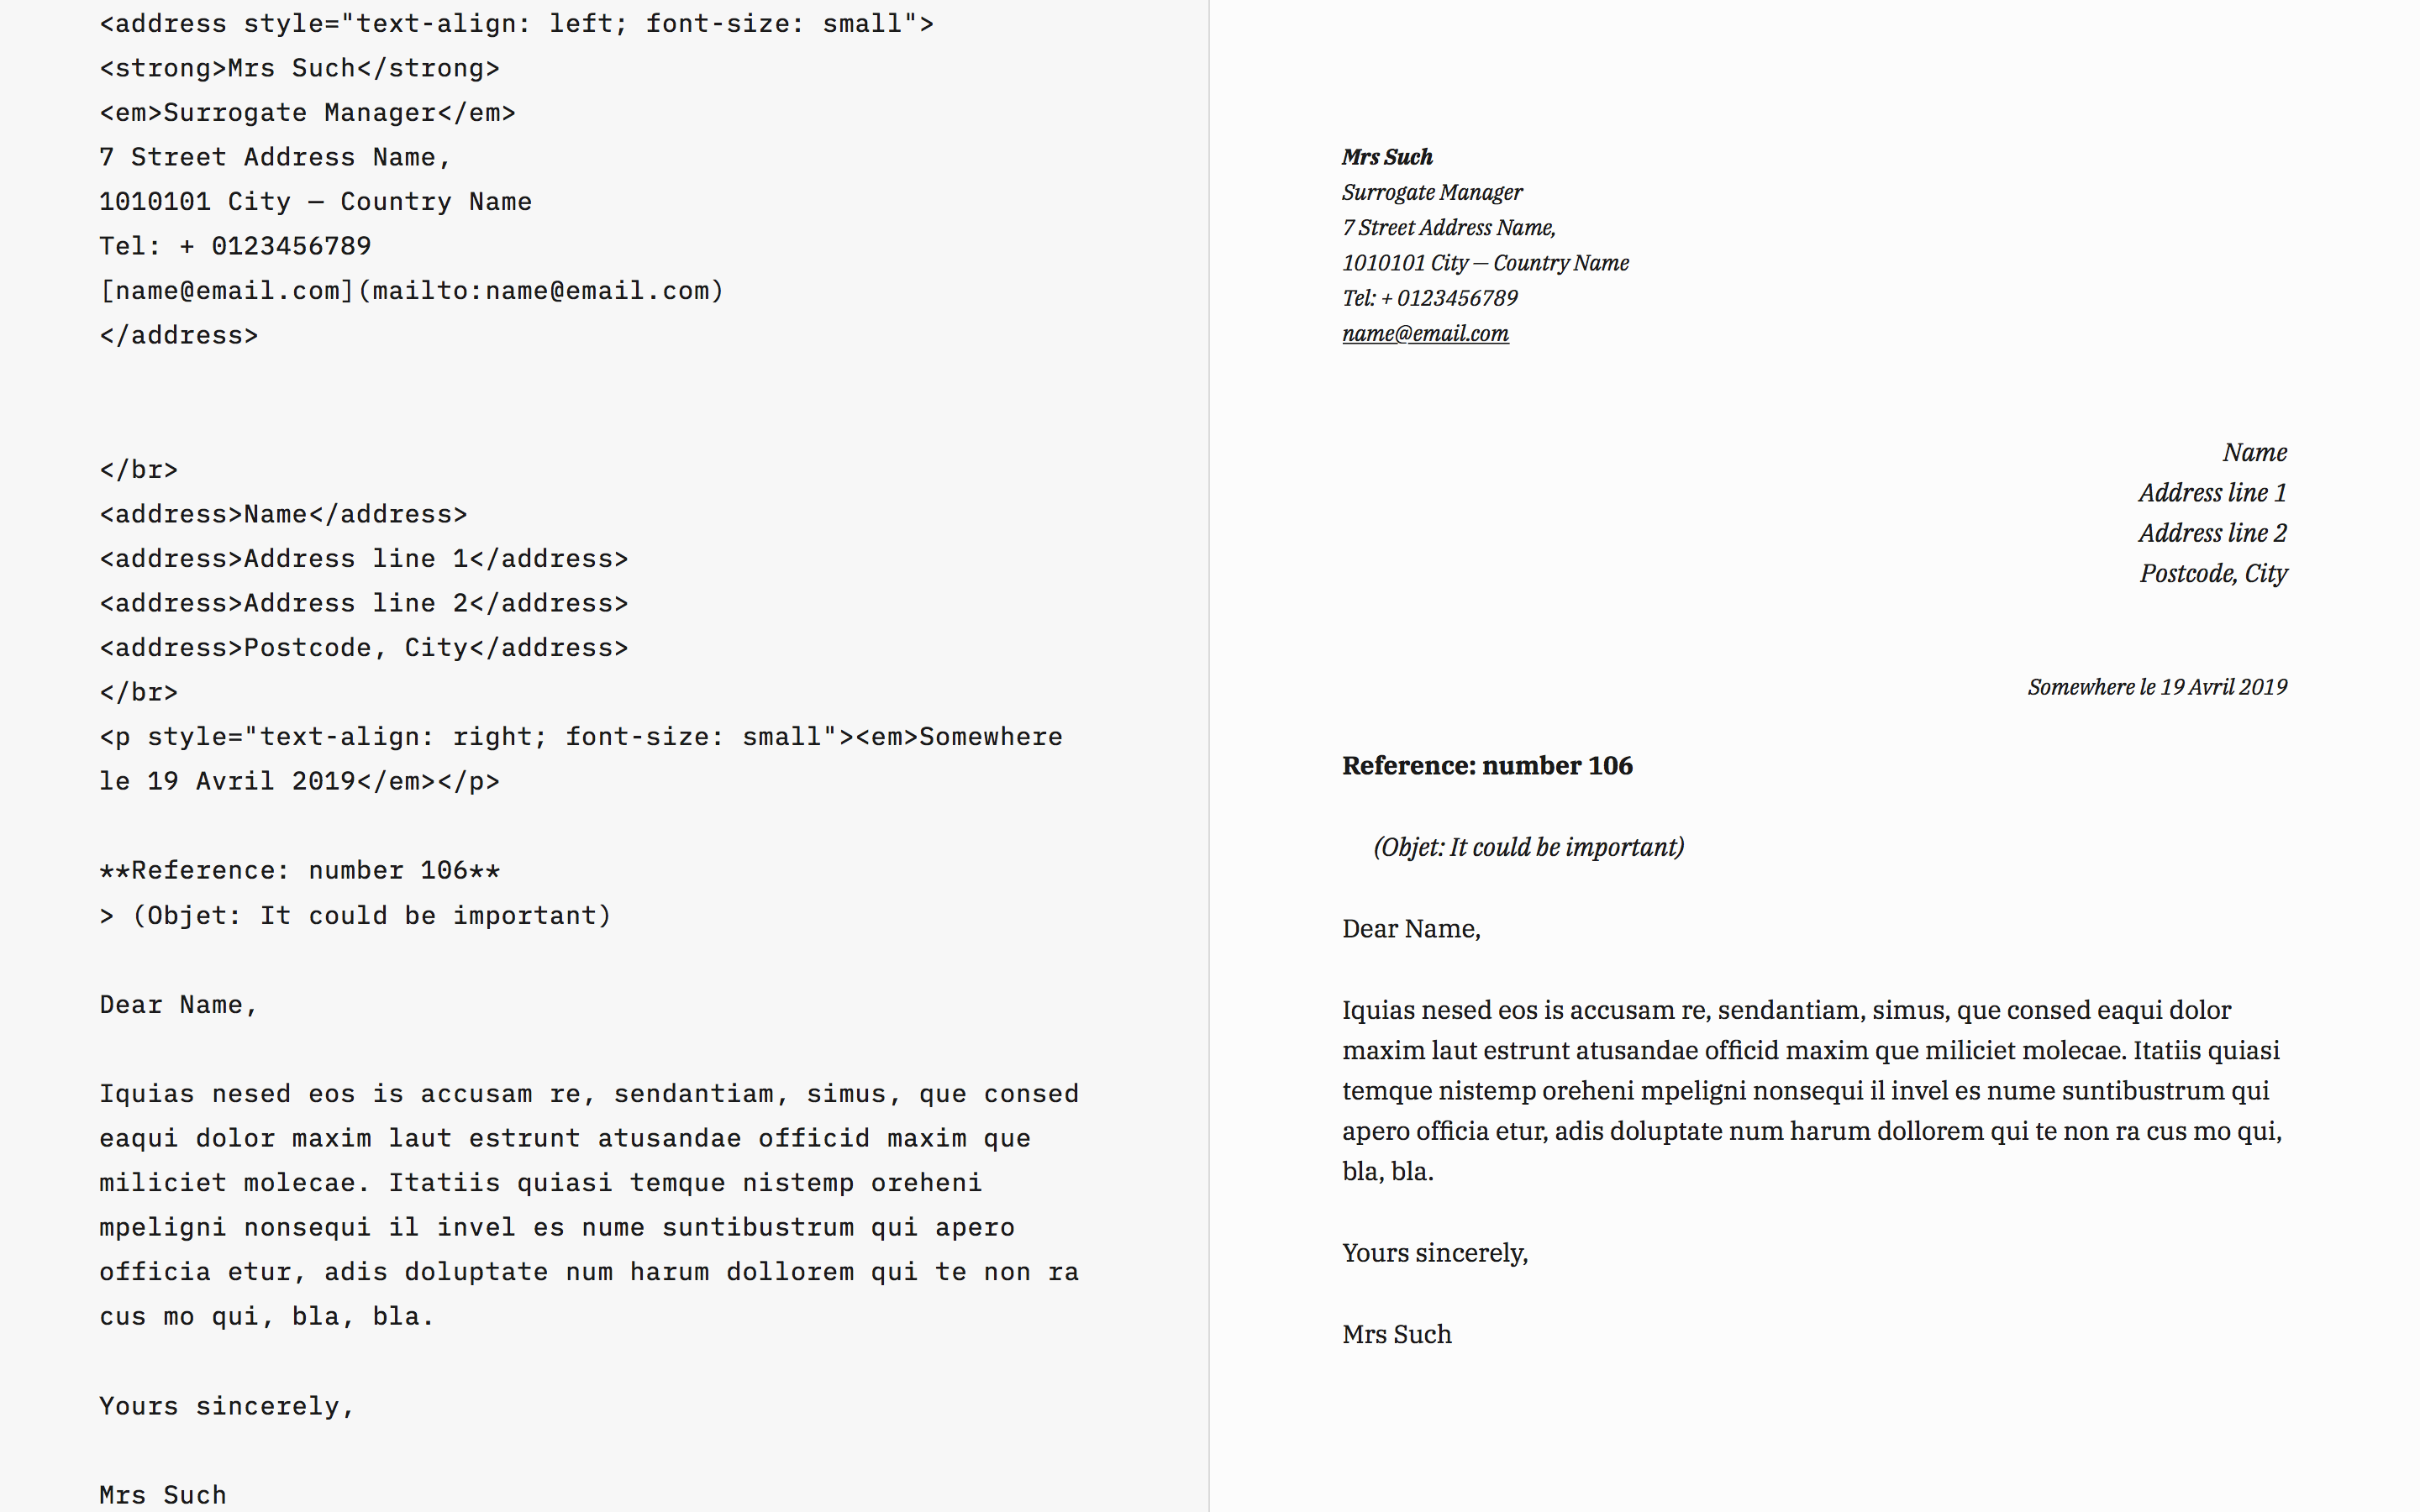 <address style="text-align: left; font-size: small">
<strong>Mrs Such</strong>
<em>Surrogate Manager</em>
7 Street Address Name,
1010101 City — Country Name
Tel: + 0123456789
[name@email.com](mailto:name@email.com)
</address>
</br>
<address>Name</address>
<address>Address line 1</address>
<address>Address line 2</address>
<address>Postcode, City</address>
</br>
<p style="text-align: right; font-size: small"><em>Somewhere
le 19 Avril 2019</em></p>
**Reference: number 106**
> (Objet: It could be important)
Dear Name,
Iquias nesed eos is accusam re, sendantiam, simus, que consed
eaqui dolor maxim laut estrunt atusandae officid maxim que
miliciet molecae. Itatiis quiasi temque nistemp oreheni
mpeligni nonsequi il invel es nume suntibustrum qui apero
officia etur, adis doluptate num harum dollorem qui te non ra
cus mo qui, bla, bla.
Yours sincerely,
Mrs Such
Mrs Such
Surrogate Manager
7 Street Address Name,
1010101 City — Country Name
Tel: + 0123456789
name@email.com
Name
Address line 1
Address line 2
Postcode, City
Somewhere le 19 Avril 2019
Reference: number 106
(Objet: It could be important)
Dear Name,
Iquias nesed eos is accusam re, sendantiam, simus, que consed eaqui dolor
maxim laut estrunt atusandae officid maxim que miliciet molecae. Itatiis quiasi
temque nistemp oreheni mpeligni nonsequi il invel es nume suntibustrum qui
apero officia etur, adis doluptate num harum dollorem qui te non ra cus mo qui,
bla, bla.
Yours sincerely,
Mrs Such